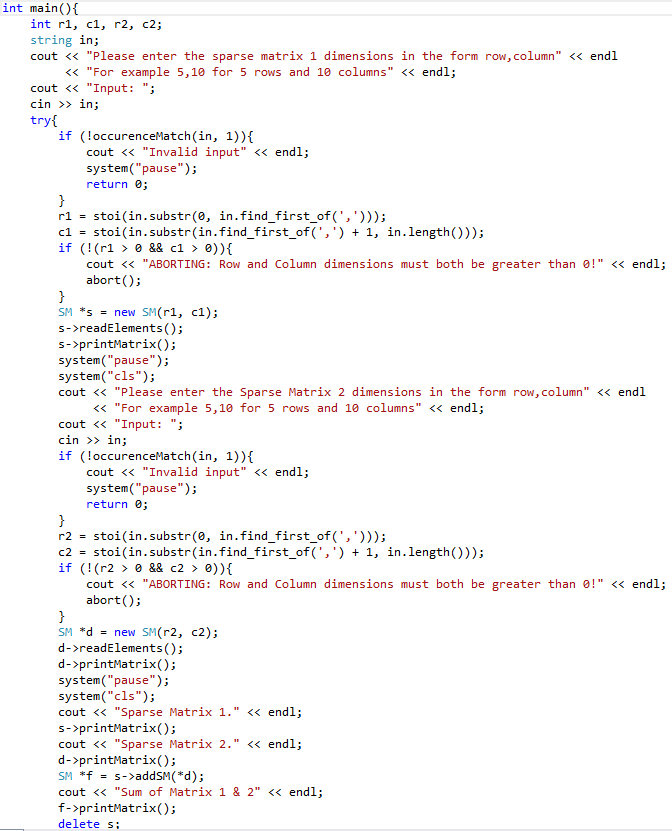 int main(){
    int r1, c1, r2, c2;
    string in;
    cout << "Please enter the sparse matrix 1 dimensions in the form row,column" << endl
         << "For example 5,10 for 5 rows and 10 columns" << endl;
    cout << "Input: ";
    cin >> in;
    try{
        if (!occurenceMatch(in, 1)){
            cout << "Invalid input" << endl;
            system("pause");
            return 0;
        }
        r1 = stoi(in.substr(0, in.find_first_of(',')));
        c1 = stoi(in.substr(in.find_first_of(',') + 1, in.length()));
        if (!(r1 > 0 && c1 > 0)){
            cout << "ABORTING: Row and Column dimensions must both be greater than 0!" << endl;
            abort();
        }
        SM *s = new SM(r1, c1);
        s->readElements();
        s->printMatrix();
        system("pause");
        system("cls");
        cout << "Please enter the Sparse Matrix 2 dimensions in the form row,column" << endl
             << "For example 5,10 for 5 rows and 10 columns" << endl;
        cout << "Input: ";
        cin >> in;
        if (!occurenceMatch(in, 1)){
            cout << "Invalid input" << endl;
            system("pause");
            return 0;
        }
        r2 = stoi(in.substr(0, in.find_first_of(',')));
        c2 = stoi(in.substr(in.find_first_of(',') + 1, in.length()));
        if (!(r2 > 0 && c2 > 0)){
            cout << "ABORTING: Row and Column dimensions must both be greater than 0!" << endl;
            abort();
        }
        SM *d = new SM(r2, c2);
        d->readElements();
        d->printMatrix();
        system("pause");
        system("cls");
        cout << "Sparse Matrix 1." << endl;
        s->printMatrix();
        cout << "Sparse Matrix 2." << endl;
        d->printMatrix();
        SM *f = s->addSM(*d);
        cout << "Sum of Matrix 1 & 2" << endl;
        f->printMatrix();
        delete s;